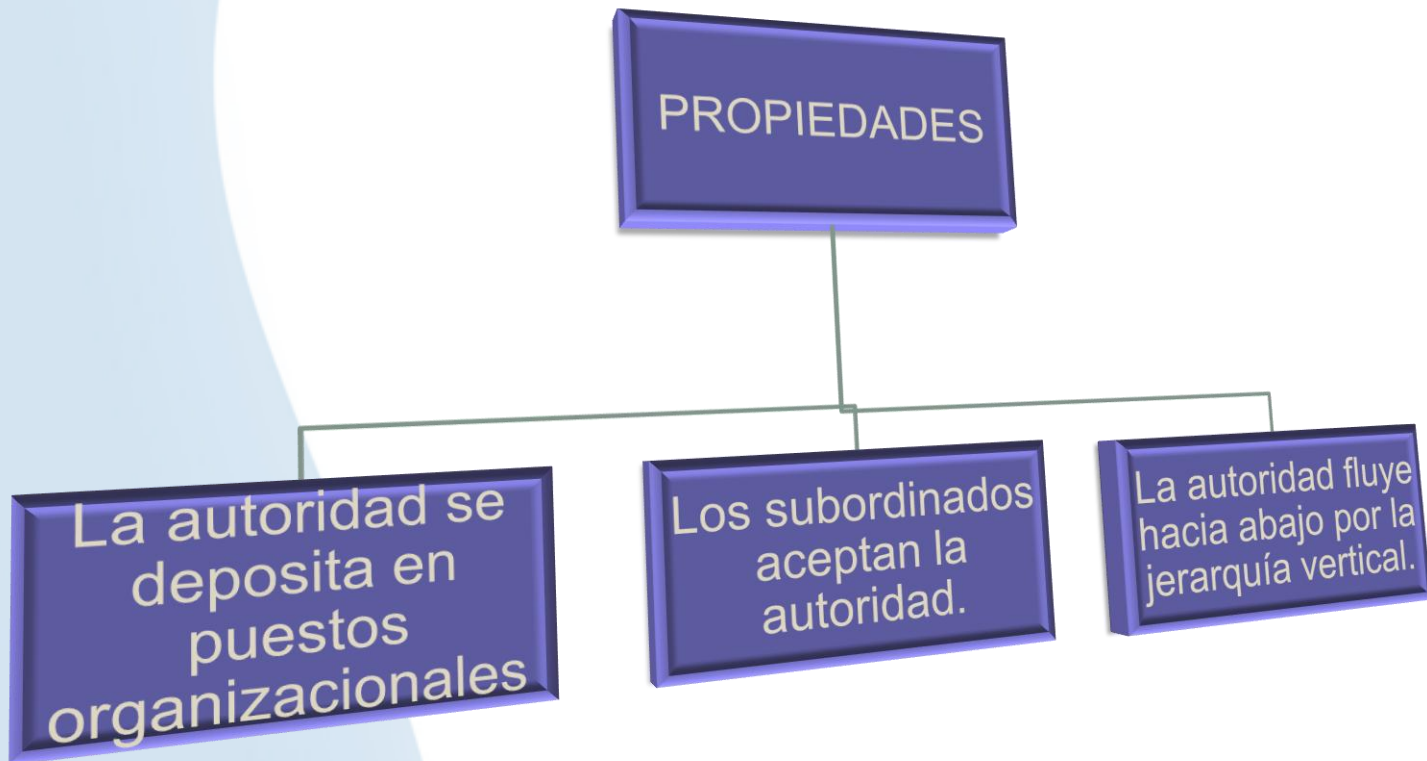 PROPIEDADES
La autoridad se
deposita en
puestos
organizacionales
Los subordinados
aceptan la
autoridad.
La autoridad fluye
hacia abajo por la
jerarquía vertical.